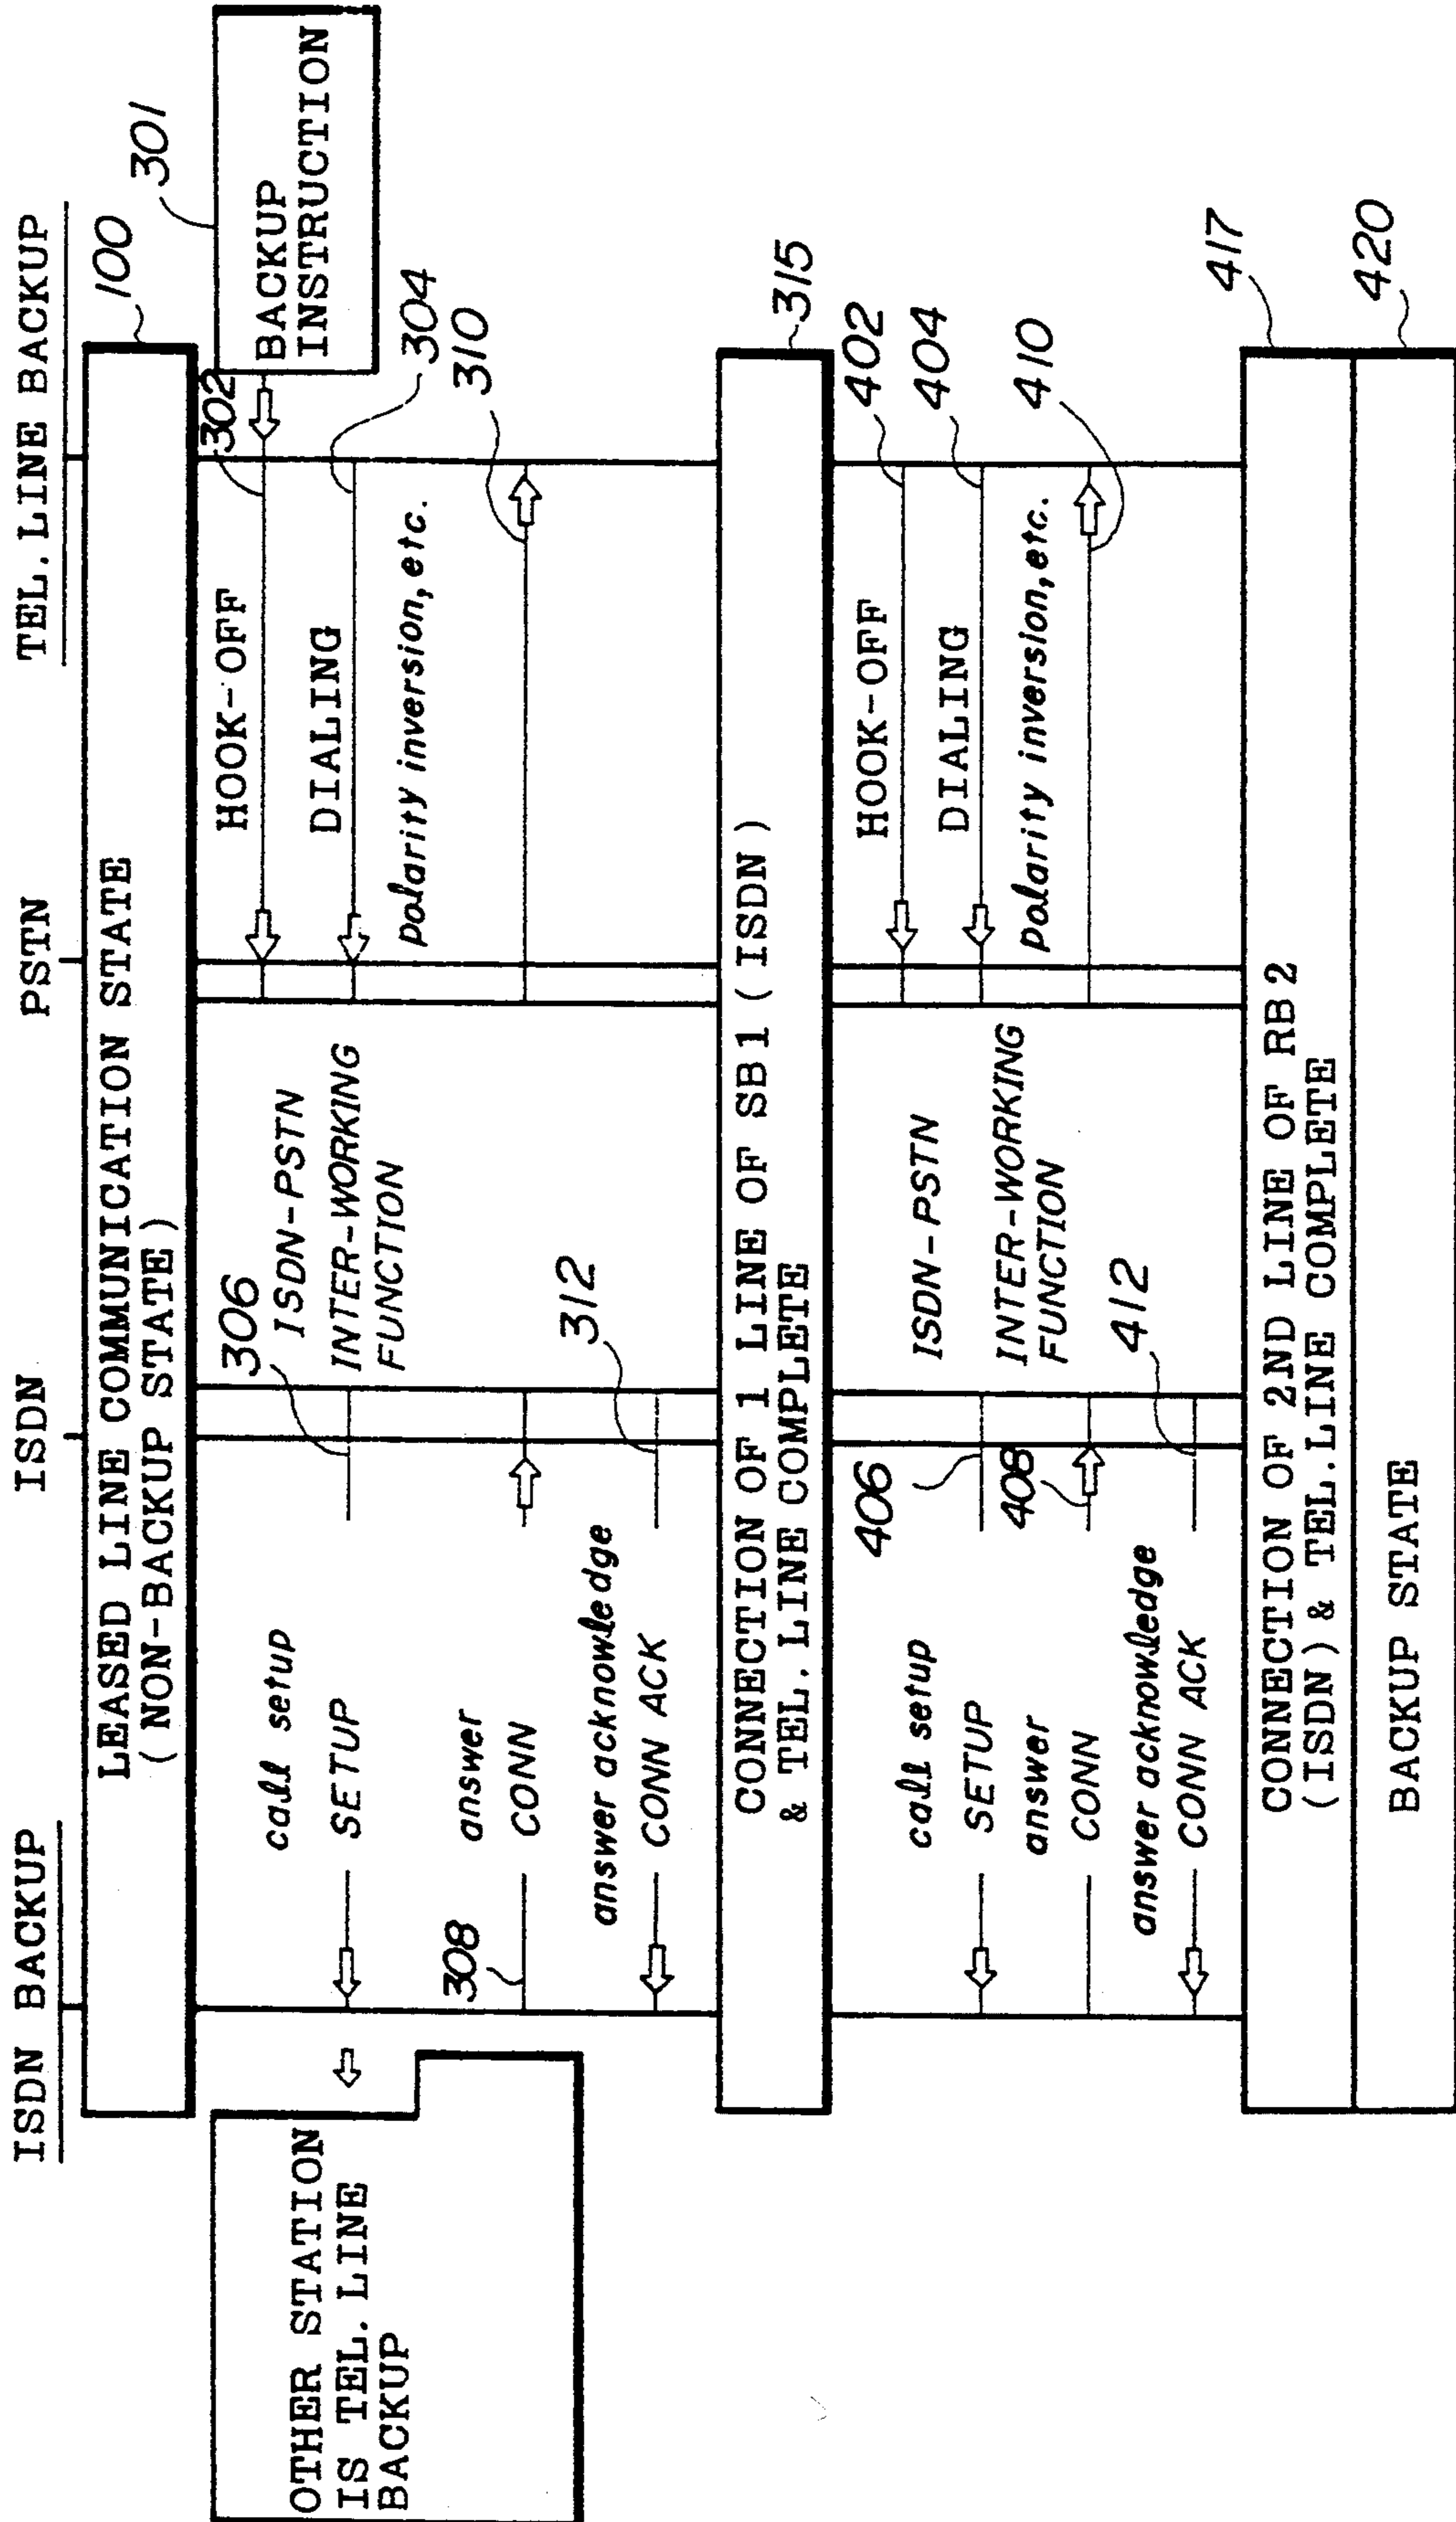 ISDN BACKUP
ISDN
PSTN
TEL. LINE BACKUP
100
LEASED LINE COMMUNICATION STATE
(NON-BACKUP STATE)
301
BACKUP
INSTRUCTION
302
HOOK-OFF
304
DIALING
310
polarity inversion, etc.
306
ISDN-PSTN
INTER-WORKING
FUNCTION
call setup
SETUP
OTHER STATION
IS TEL. LINE
BACKUP
answer
CONN
308
312
answer acknowledge
CONN ACK
315
CONNECTION OF 1 LINE OF SB1 (ISDN)
& TEL. LINE COMPLETE
402
HOOK-OFF
404
DIALING
410
polarity inversion, etc.
ISDN-PSTN
INTER-WORKING
FUNCTION
call setup
SETUP
406
answer
CONN
408
412
answer acknowledge
CONN ACK
417
CONNECTION OF 2ND LINE OF RB2
(ISDN) & TEL. LINE COMPLETE
420
BACKUP STATE